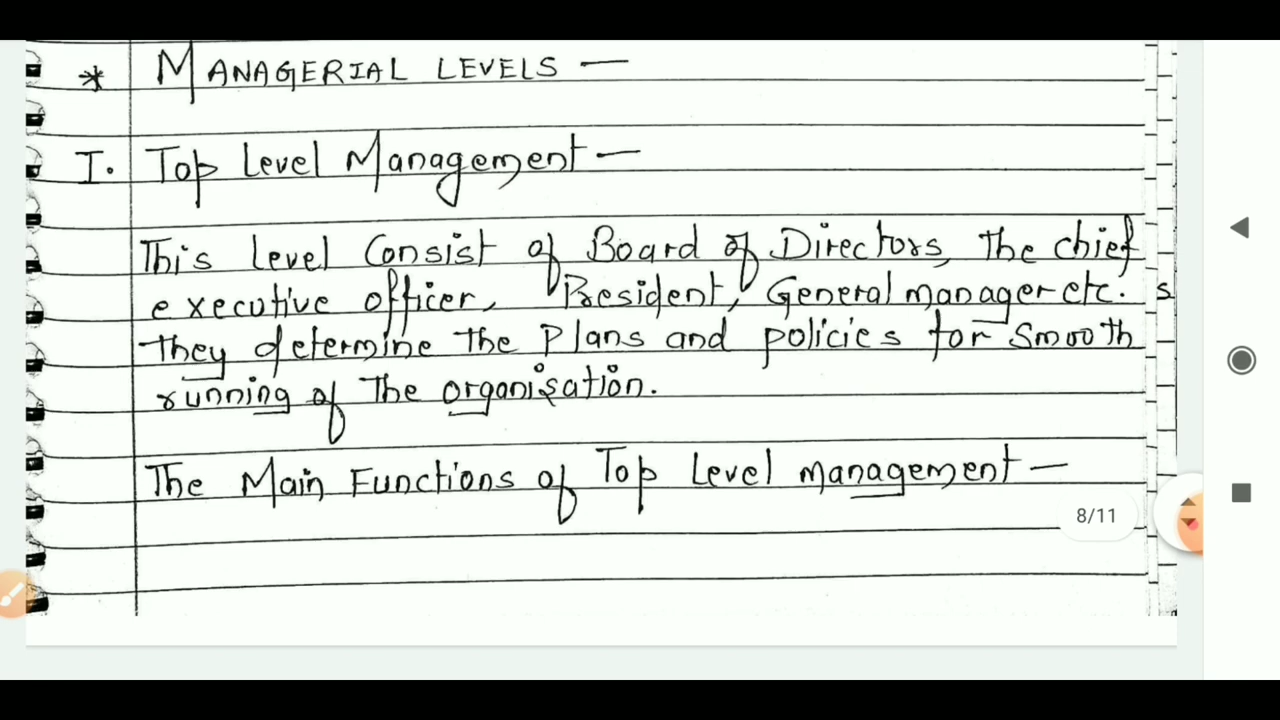 * MANAGERIAL LEVELS —
I. Top Level Management —
This level Consist of Board of Directors, The chief
executive officer, President, General manager etc. s
They determine The Plans and policies for smooth
running of The organisation.
The Main Functions of Top Level management —
8/11